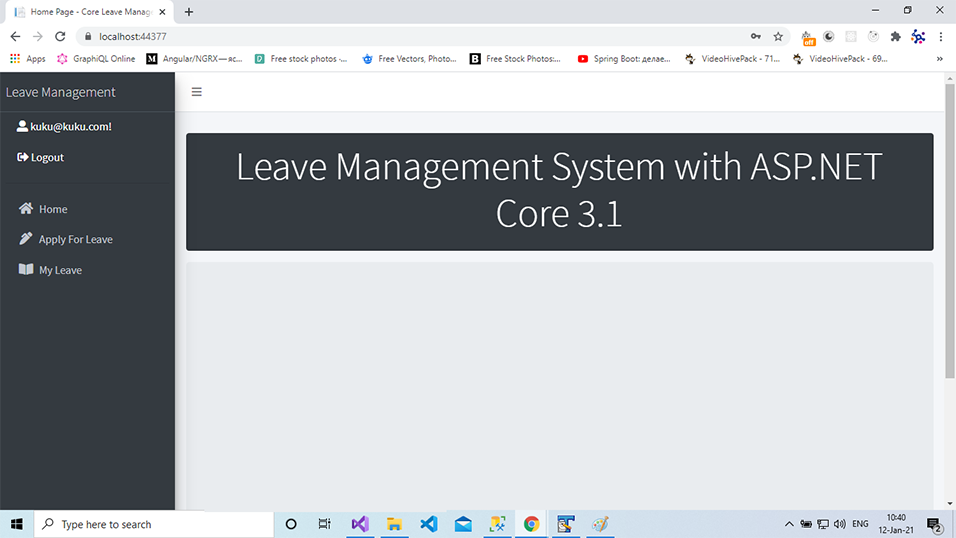 Home Page - Core Leave Manag
localhost:44377
Apps
GraphiQL Online
Angular/NGRX — яс...
Free stock photos ·...
Free Vectors, Photo...
Free Stock Photos:...
Spring Boot: делае...
VideoHivePack - 71...
VideoHivePack - 69...
»
off
Leave Management
kuku@kuku.com!
Logout
Home
Apply For Leave
My Leave
Leave Management System with ASP.NET
Core 3.1
Type here to search
ENG
10:40
12-Jan-21
2